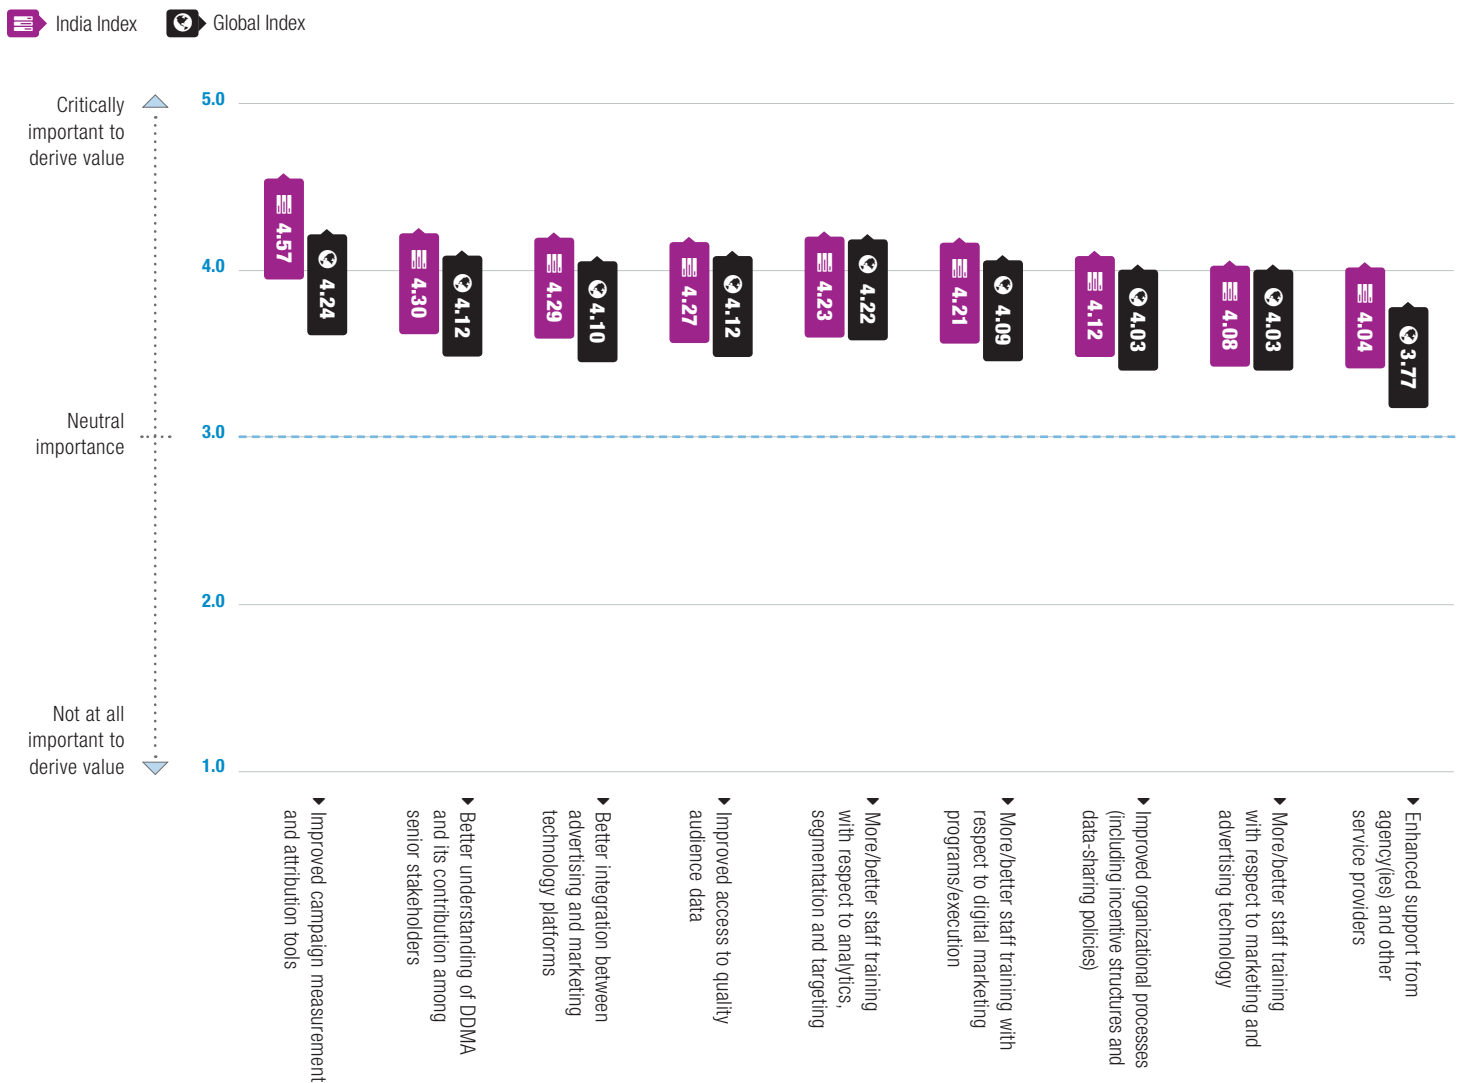 India Index
Global Index
Critically
important to
derive value
Neutral
importance
Not at all
important to
derive value
5.0
4.0
3.0
2.0
1.0
4.57
4.24
4.30
4.12
4.29
4.10
4.27
4.12
4.23
4.22
4.21
4.09
4.12
4.03
4.08
4.03
4.04
3.77
Improved campaign measurement
and attribution tools
Better understanding of DDMA
and its contribution among
senior stakeholders
Better integration between
advertising and marketing
technology platforms
Improved access to quality
audience data
More/better staff training
with respect to analytics,
segmentation and targeting
More/better staff training with
respect to digital marketing
programs/execution
Improved organizational processes
(including incentive structures and
data-sharing policies)
More/better staff training
with respect to marketing and
advertising technology
Enhanced support from
agency(ies) and other
service providers